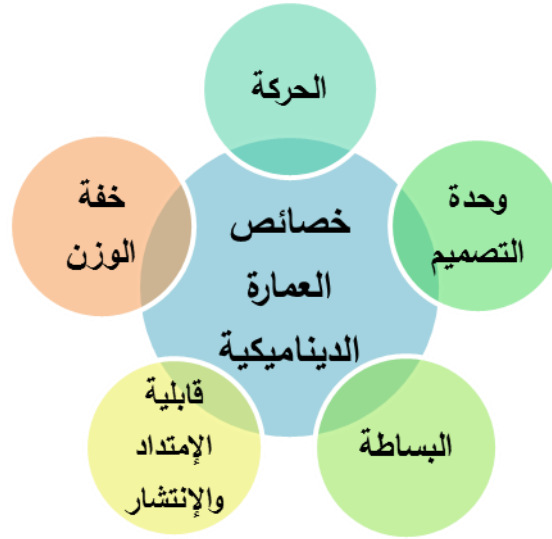 الحركة
خصائص
العمارة
الديناميكية
وحدة
التصميم
البساطة
قابلية
الإمتداد
والإنتشار
خفة
الوزن